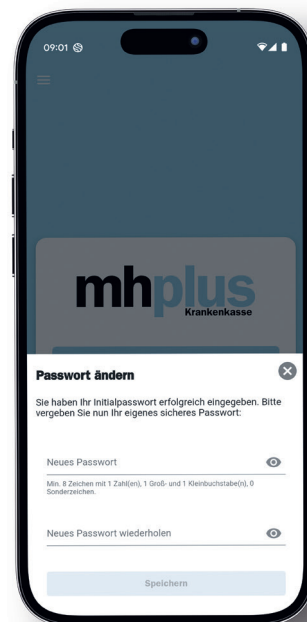 09:01
mhplus
Krankenkasse
Passwort ändern
Sie haben Ihr Initialpasswort erfolgreich eingegeben. Bitte
vergeben Sie nun Ihr eigenes sicheres Passwort:
Neues Passwort
Min. 8 Zeichen mit 1 Zahl(en), 1 Groß- und 1 Kleinbuchstabe(n), 0
Sonderzeichen.
Neues Passwort wiederholen
Speichern